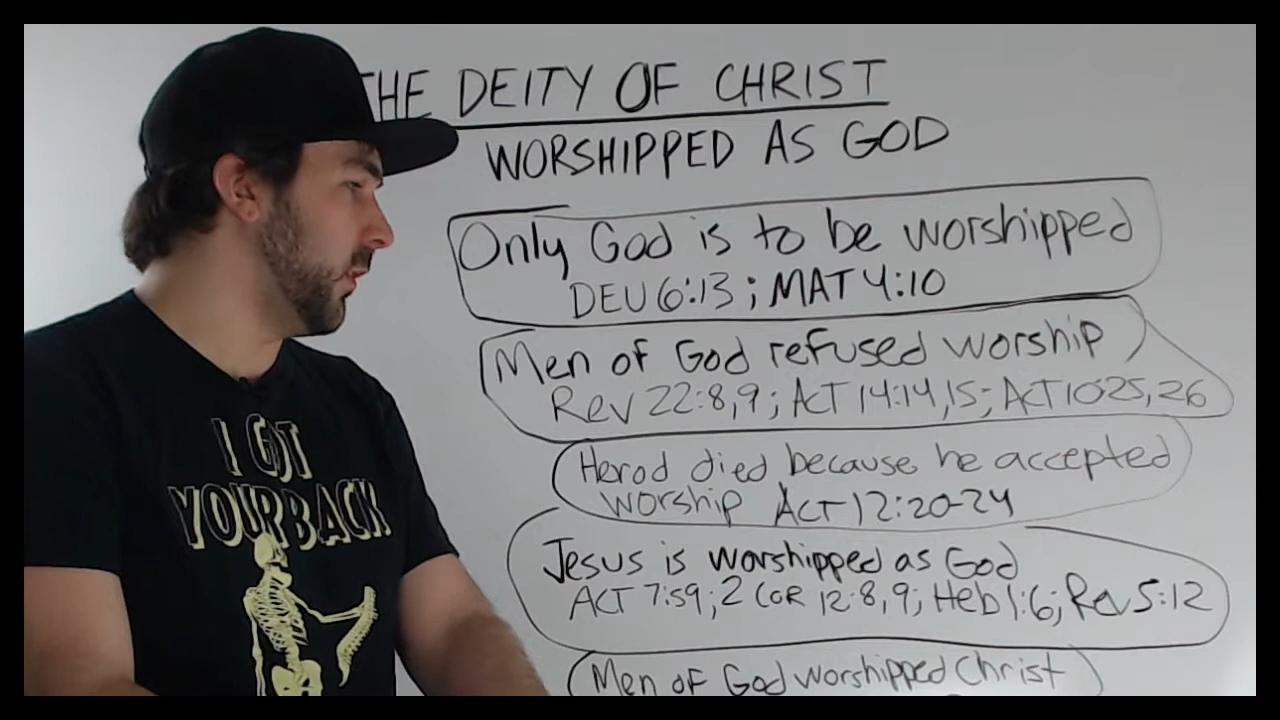 THE DEITY OF CHRIST
WORSHIPPED AS GOD
Only God is to be worshipped
DEU 6:13; MAT 4:10
Men of God refused worship
Rev 22:8,9; ACT 14:14,15; ACT 10:25,26
Herod died because he accepted
worship ACT 12:20-24
Jesus is worshipped as God
ACT 7:59; 2 COR 12:8,9; Heb 1:6; Rev 5:12
Men of God worshipped Christ
I GOT
YOUR BACK